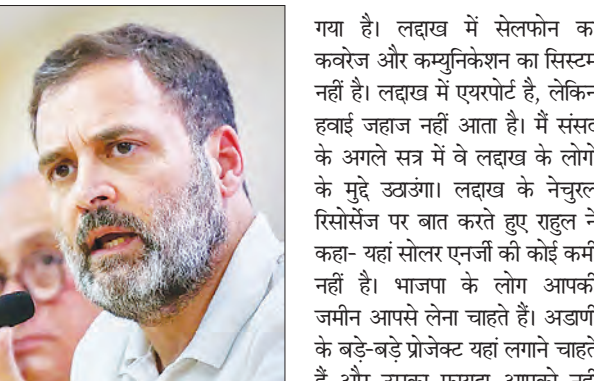 गया है। लद्दाख में सेलफोन का
कवरेज और कम्युनिकेशन का सिस्टम
नहीं है। लद्दाख में एयरपोर्ट है, लेकिन
हवाई जहाज नहीं आता है। मैं संसद
के अगले सत्र में वे लद्दाख के लोगों
के मुद्दे उठाउंगा। लद्दाख के नेचुरल
रिसोर्सेज पर बात करते हुए राहुल ने
कहा- यहां सोलर एनर्जी की कोई कमी
नहीं है। भाजपा के लोग आपकी
जमीन आपसे लेना चाहते हैं। अडाणी
के बड़े-बड़े प्रोजेक्ट यहां लगाने चाहते